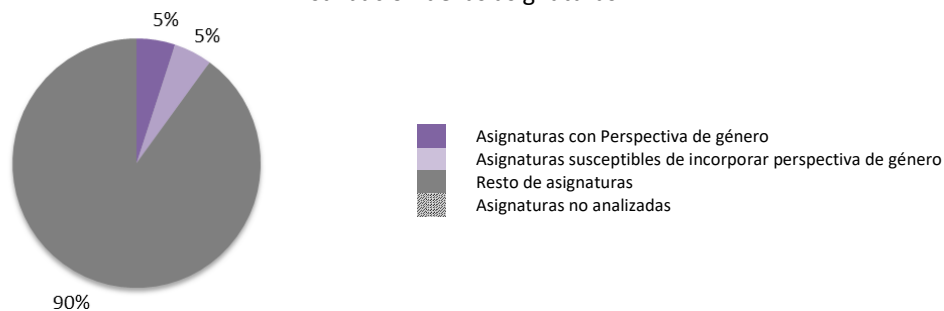 5%
5%
90%
Asignaturas con Perspectiva de género
Asignaturas susceptibles de incorporar perspectiva de género
Resto de asignaturas
Asignaturas no analizadas